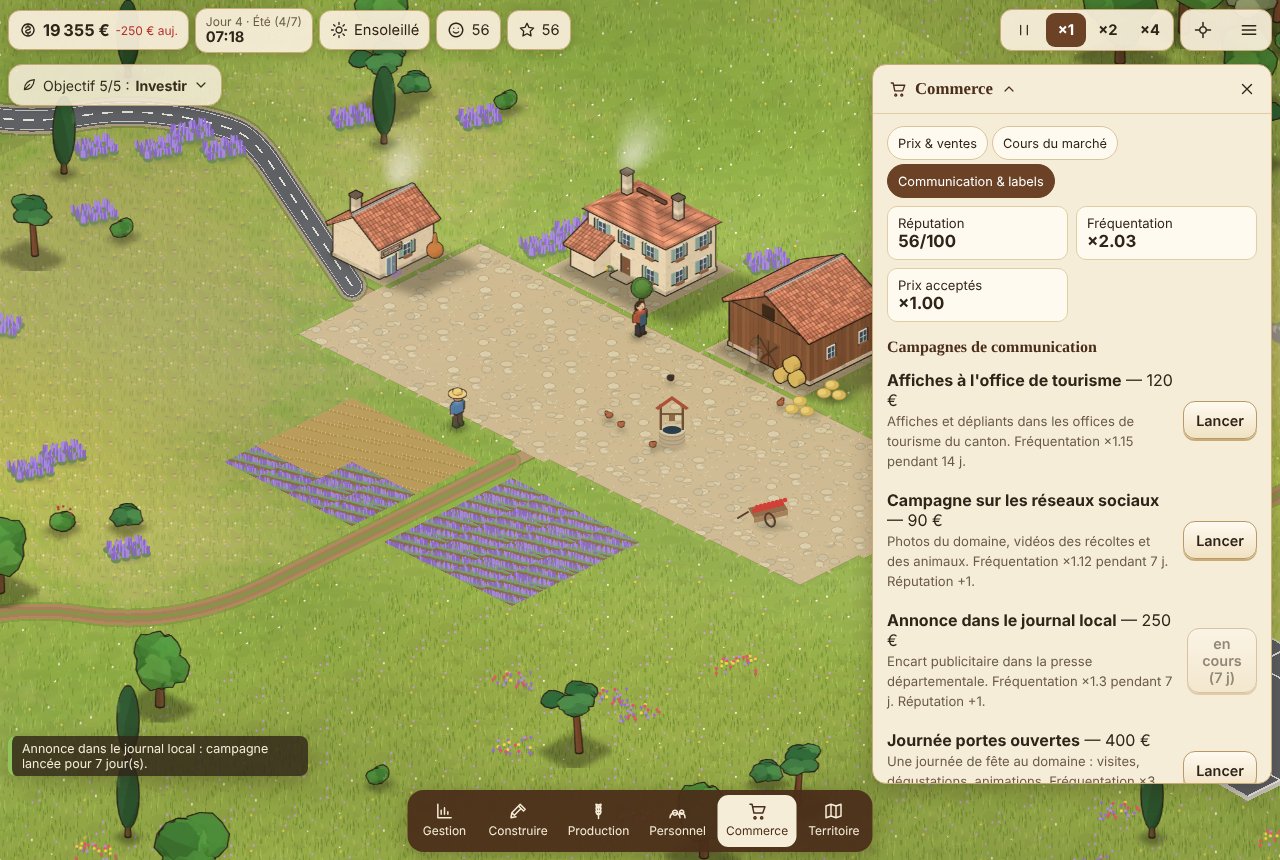 19 355 € -250 € auj.
Jour 4 · Été (4/7)
07:18
Ensoleillé
56
56
×1
×2
×4
Objectif 5/5 : Investir
Commerce
Prix & ventes
Cours du marché
Communication & labels
Réputation
56/100
Fréquentation
×2.03
Prix acceptés
×1.00
Campagnes de communication
Affiches à l'office de tourisme — 120
€
Affiches et dépliants dans les offices de
tourisme du canton. Fréquentation ×1.15
pendant 14 j.
Lancer
Campagne sur les réseaux sociaux
— 90 €
Photos du domaine, vidéos des récoltes et
des animaux. Fréquentation ×1.12 pendant 7 j.
Réputation +1.
Lancer
Annonce dans le journal local — 250
€
Encart publicitaire dans la presse
départementale. Fréquentation ×1.3 pendant 7
j. Réputation +1.
en
cours
(7 j)
Journée portes ouvertes — 400 €
Une journée de fête au domaine : visites,
dégustations, animations. Fréquentation ×3
Lancer
Annonce dans le journal local : campagne
lancée pour 7 jour(s).
Gestion
Construire
Production
Personnel
Commerce
Territoire